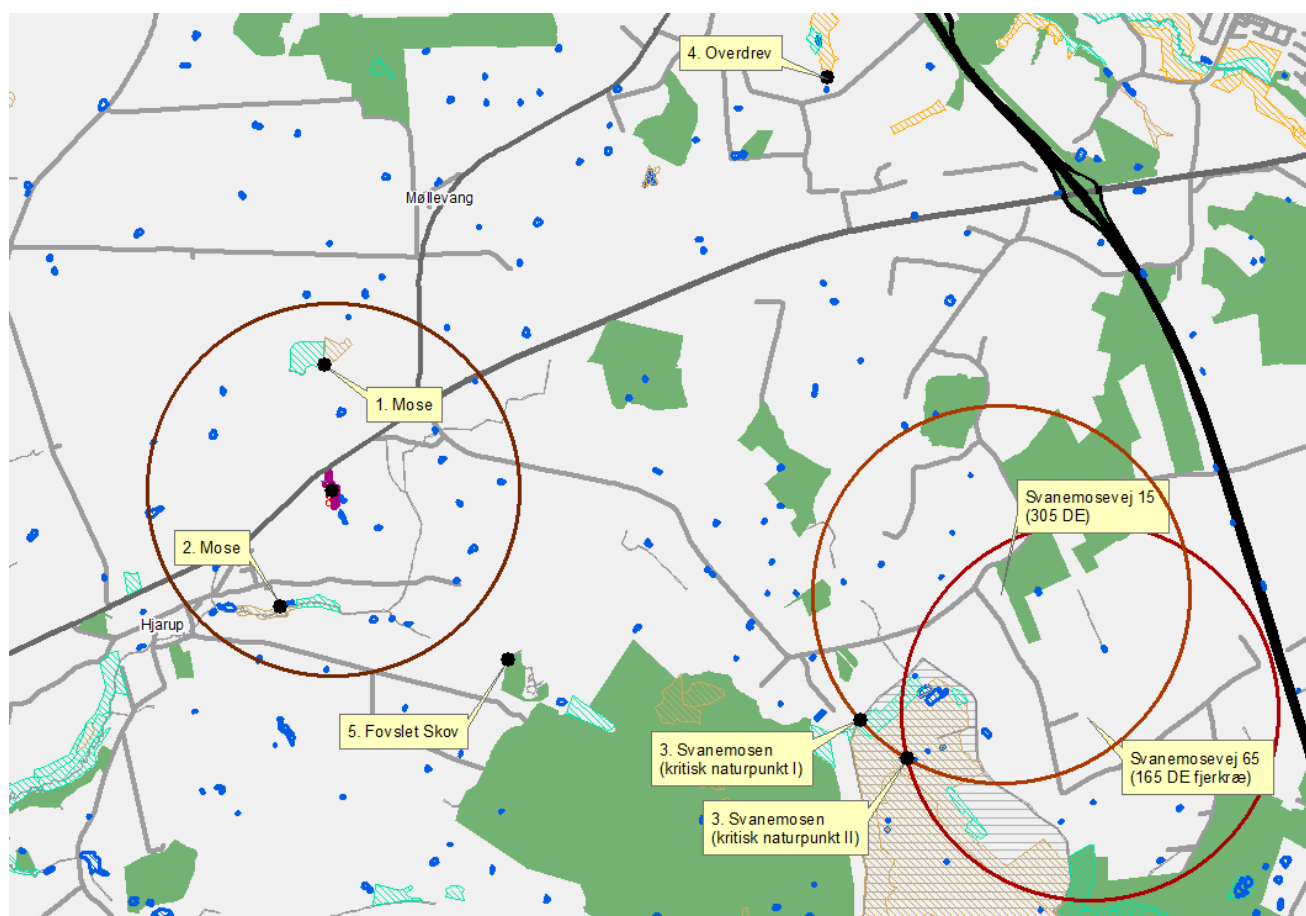 4. Overdrev
Møllevang
1. Mose
Svanemosevej 15
(305 DE)
2. Mose
Hjarup
5. Fovslet Skov
3. Svanemosen
(kritisk naturpunkt I)
Svanemosevej 65
(165 DE fjerkræ)
3. Svanemosen
(kritisk naturpunkt II)